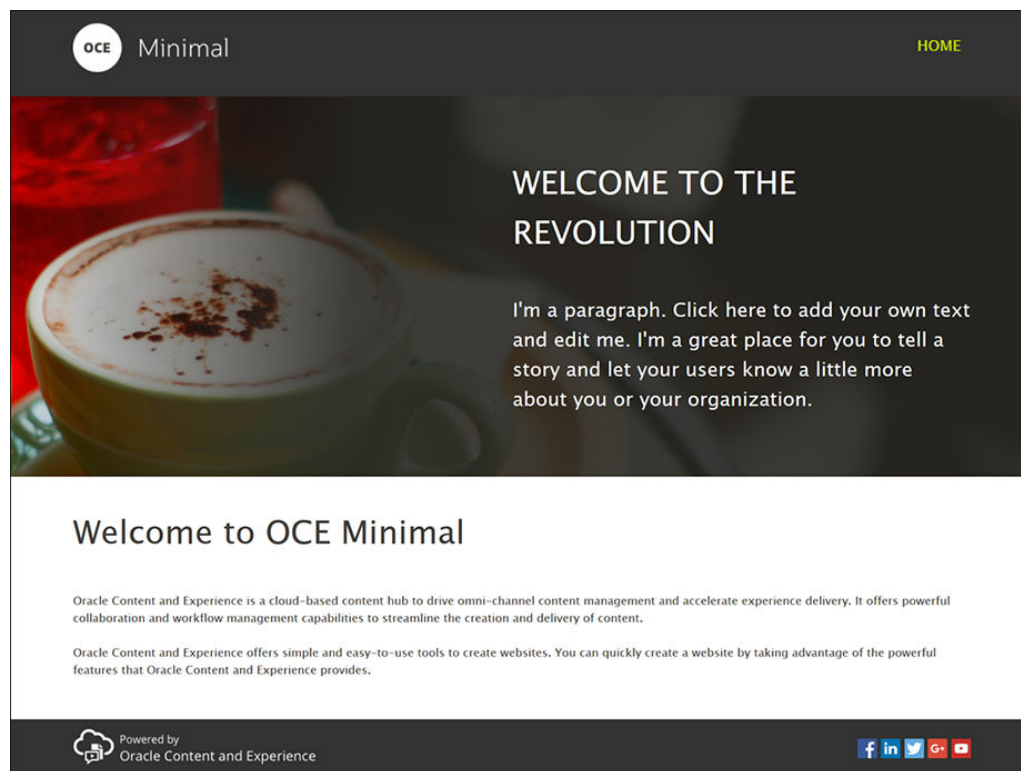 OCE Minimal
HOME
WELCOME TO THE
REVOLUTION
I'm a paragraph. Click here to add your own text
and edit me. I'm a great place for you to tell a
story and let your users know a little more
about you or your organization.
Welcome to OCE Minimal
Oracle Content and Experience is a cloud-based content hub to drive omni-channel content management and accelerate experience delivery. It offers powerful
collaboration and workflow management capabilities to streamline the creation and delivery of content.
Oracle Content and Experience offers simple and easy-to-use tools to create websites. You can quickly create a website by taking advantage of the powerful
features that Oracle Content and Experience provides.
Powered by
Oracle Content and Experience
f in G+